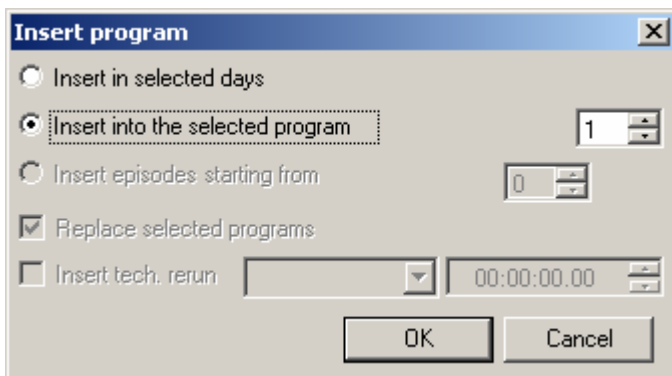 Insert program
Insert in selected days
Insert into the selected program 1
Insert episodes starting from 0
Replace selected programs
Insert tech. rerun 00:00:00.00
OK Cancel